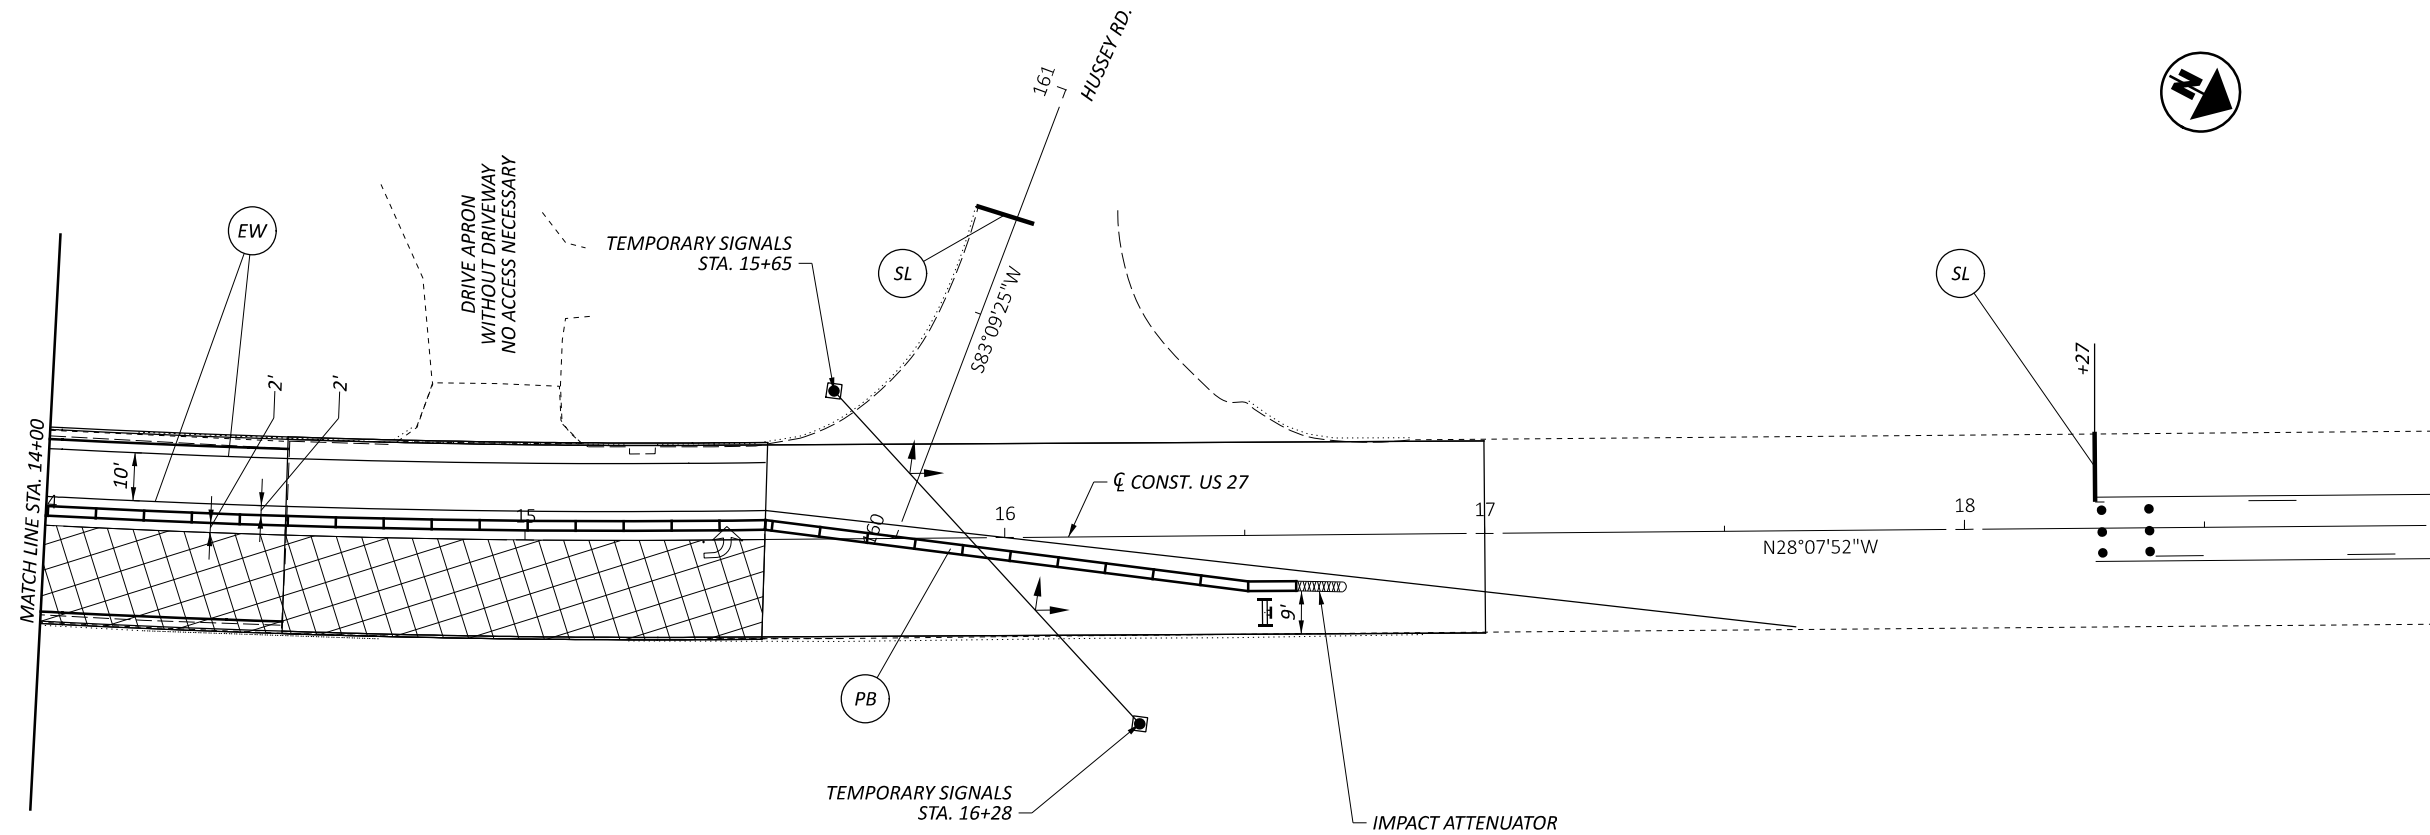 HUSSEY RD.
161
N
DRIVE APRON
WITHOUT DRIVEWAY
NO ACCESS NECESSARY
EW
TEMPORARY SIGNALS
STA. 15+65
SL
S83°09'25"W
SL
+27
2'
2'
MATCH LINE STA. 14+00
10'
℄ CONST. US 27
15
160
16
17
18
N28°07'52"W
9'
PB
TEMPORARY SIGNALS
STA. 16+28
IMPACT ATTENUATOR